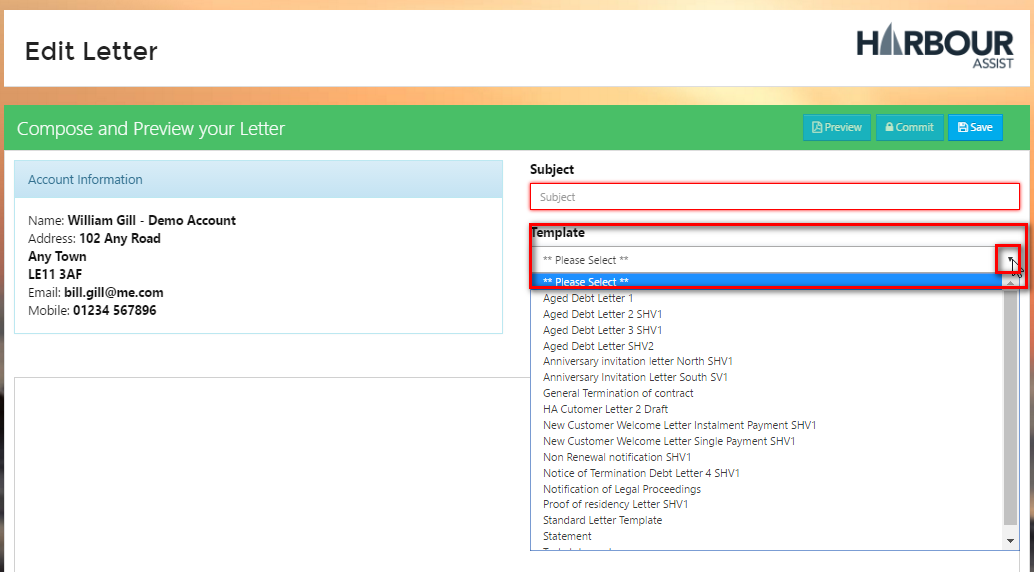 Edit Letter
HARBOUR
ASSIST
Compose and Preview your Letter
Preview
Commit
Save
Account Information
Name: William Gill - Demo Account
Address: 102 Any Road
Any Town
LE11 3AF
Email: bill.gill@me.com
Mobile: 01234 567896
Subject
Subject
Template
** Please Select **
** Please Select **
Aged Debt Letter 1
Aged Debt Letter 2 SHV1
Aged Debt Letter 3 SHV1
Aged Debt Letter SHV2
Anniversary invitation letter North SHV1
Anniversary Invitation Letter South SV1
General Termination of contract
HA Cutomer Letter 2 Draft
New Customer Welcome Letter Instalment Payment SHV1
New Customer Welcome Letter Single Payment SHV1
Non Renewal notification SHV1
Notice of Termination Debt Letter 4 SHV1
Notification of Legal Proceedings
Proof of residency Letter SHV1
Standard Letter Template
Statement